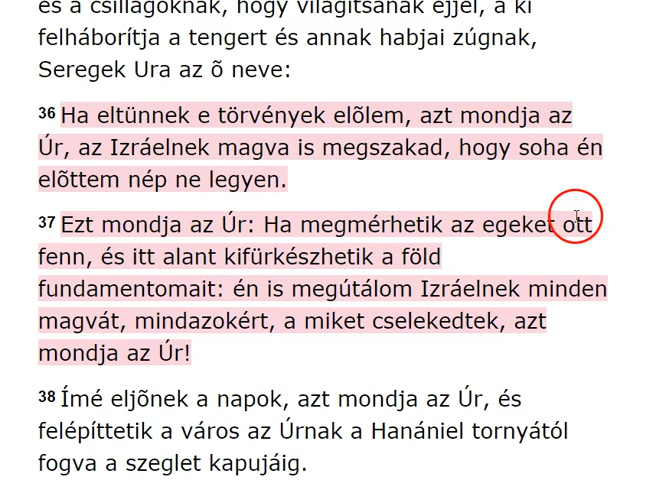 és a csillagoknak, hogy világítsanak éjjel, a ki
felháborítja a tengert és annak habjai zúgnak,
Seregek Ura az õ neve:
36 Ha eltünnek e törvények elõlem, azt mondja az
Úr, az Izráelnek magva is megszakad, hogy soha én
elõttem nép ne legyen.
37 Ezt mondja az Úr: Ha megmérhetik az egeket ott
fenn, és itt alant kifürkészhetik a föld
fundamentomait: én is megútálom Izráelnek minden
magvát, mindazokért, a miket cselekedtek, azt
mondja az Úr!
38 Ímé eljõnek a napok, azt mondja az Úr, és
felépíttetik a város az Úrnak a Hanániel tornyától
fogva a szeglet kapujáig.